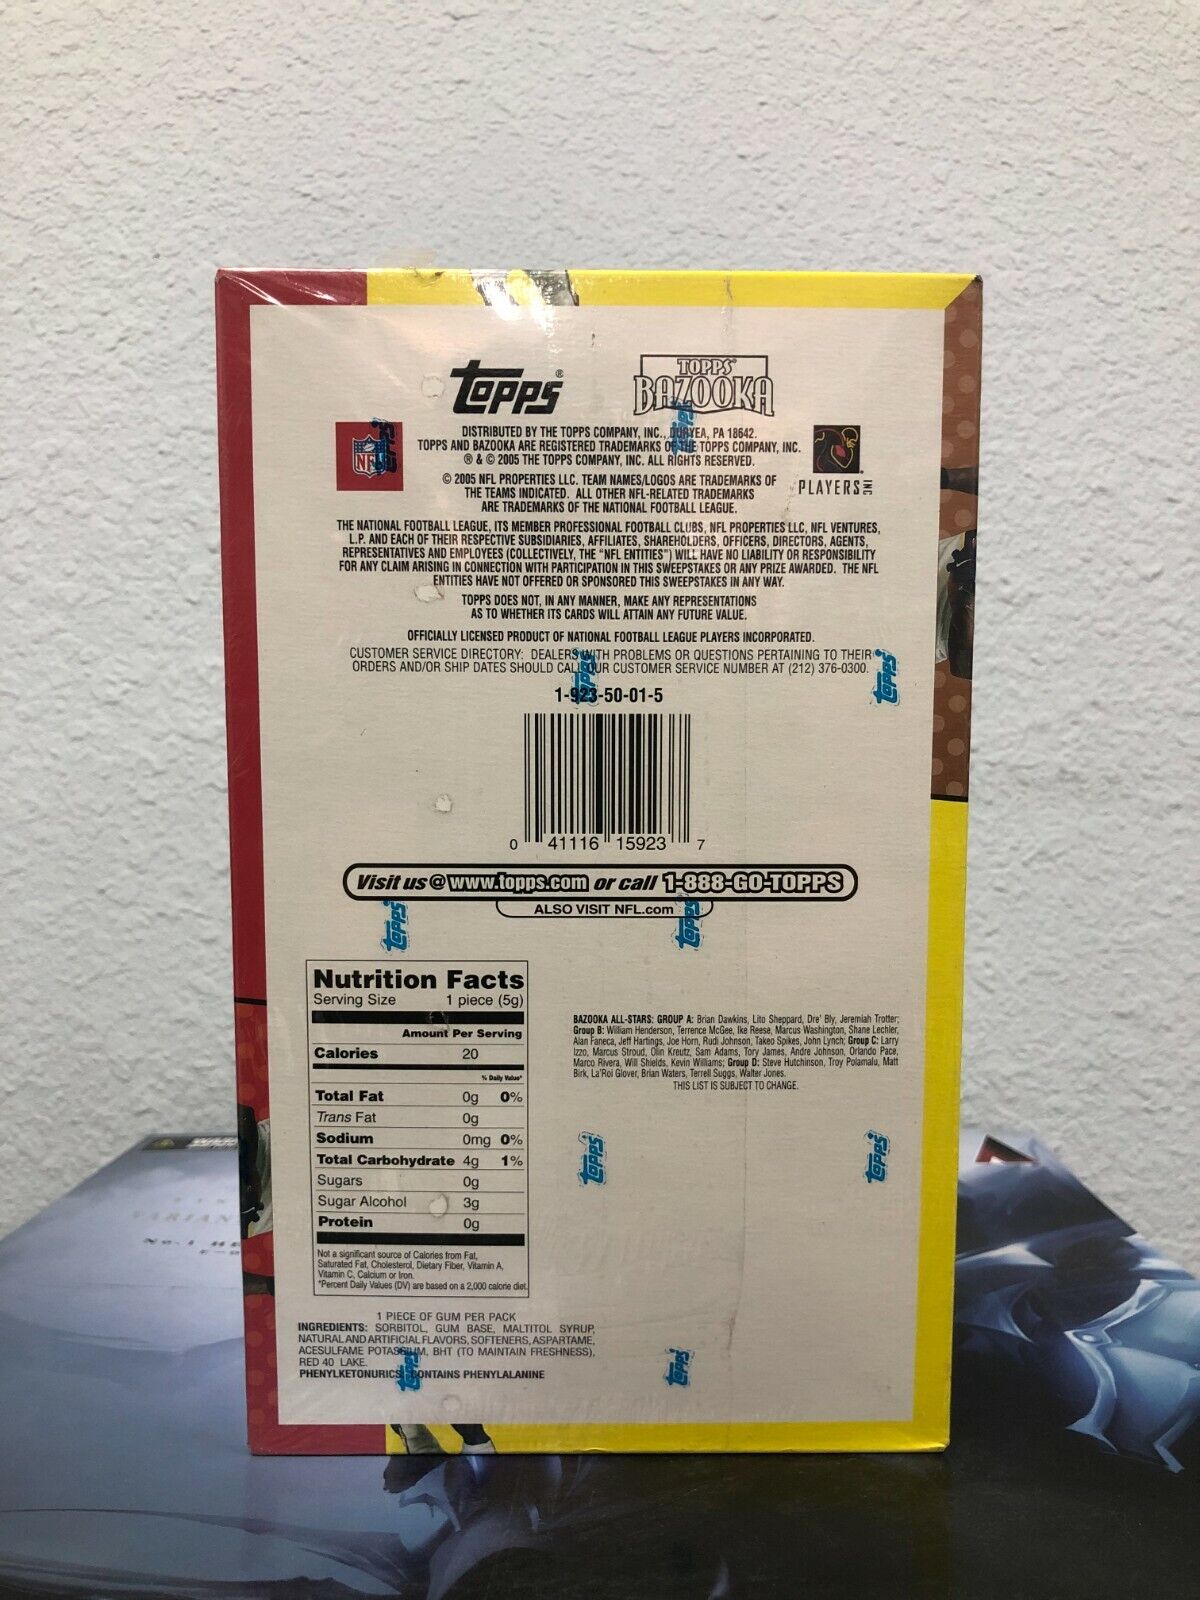 Topps®
TOPPS®
BAZOOKA
DISTRIBUTED BY THE TOPPS COMPANY, INC., DURYEA, PA 18642.
TOPPS AND BAZOOKA ARE REGISTERED TRADEMARKS OF THE TOPPS COMPANY, INC.
® & © 2005 THE TOPPS COMPANY, INC. ALL RIGHTS RESERVED.
NFL
PLAYERS INC
© 2005 NFL PROPERTIES LLC. TEAM NAMES/LOGOS ARE TRADEMARKS OF
THE TEAMS INDICATED. ALL OTHER NFL-RELATED TRADEMARKS
ARE TRADEMARKS OF THE NATIONAL FOOTBALL LEAGUE.
THE NATIONAL FOOTBALL LEAGUE, ITS MEMBER PROFESSIONAL FOOTBALL CLUBS, NFL PROPERTIES LLC, NFL VENTURES,
L.P. AND EACH OF THEIR RESPECTIVE SUBSIDIARIES, AFFILIATES, SHAREHOLDERS, OFFICERS, DIRECTORS, AGENTS,
REPRESENTATIVES AND EMPLOYEES (COLLECTIVELY, THE "NFL ENTITIES") WILL HAVE NO LIABILITY OR RESPONSIBILITY
FOR ANY CLAIM ARISING IN CONNECTION WITH PARTICIPATION IN THIS SWEEPSTAKES OR ANY PRIZE AWARDED. THE NFL
ENTITIES HAVE NOT OFFERED OR SPONSORED THIS SWEEPSTAKES IN ANY WAY.
TOPPS DOES NOT, IN ANY MANNER, MAKE ANY REPRESENTATIONS
AS TO WHETHER ITS CARDS WILL ATTAIN ANY FUTURE VALUE.
OFFICIALLY LICENSED PRODUCT OF NATIONAL FOOTBALL LEAGUE PLAYERS INCORPORATED.
CUSTOMER SERVICE DIRECTORY: DEALERS WITH PROBLEMS OR QUESTIONS PERTAINING TO THEIR
ORDERS AND/OR SHIP DATES SHOULD CALL OUR CUSTOMER SERVICE NUMBER AT (212) 376-0300.
1-923-50-01-5
0 41116 15923 7
Visit us@www.topps.com or call 1-888-GO-TOPPS
ALSO VISIT NFL.com
Nutrition Facts
Serving Size 1 piece (5g)
Amount Per Serving
Calories 20
% Daily Value*
Total Fat 0g 0%
Trans Fat 0g
Sodium 0mg 0%
Total Carbohydrate 4g 1%
Sugars 0g
Sugar Alcohol 3g
Protein 0g
Not a significant source of Calories from Fat,
Saturated Fat, Cholesterol, Dietary Fiber, Vitamin A,
Vitamin C, Calcium or Iron.
*Percent Daily Values (DV) are based on a 2,000 calorie diet.
BAZOOKA ALL-STARS: GROUP A: Brian Dawkins, Lito Sheppard, Dre' Bly, Jeremiah Trotter;
Group B: William Henderson, Terrence McGee, Ike Reese, Marcus Washington, Shane Lechler,
Alan Faneca, Jeff Hartings, Joe Horn, Rudi Johnson, Takeo Spikes, John Lynch; Group C: Larry
Izzo, Marcus Stroud, Olin Kreutz, Sam Adams, Tory James, Andre Johnson, Orlando Pace,
Marco Rivera, Will Shields, Kevin Williams; Group D: Steve Hutchinson, Troy Polamalu, Matt
Birk, La'Roi Glover, Brian Waters, Terrell Suggs, Walter Jones.
THIS LIST IS SUBJECT TO CHANGE.
1 PIECE OF GUM PER PACK
INGREDIENTS: SORBITOL, GUM BASE, MALTITOL SYRUP,
NATURAL AND ARTIFICIAL FLAVORS, SOFTENERS, ASPARTAME,
ACESULFAME POTASSIUM, BHT (TO MAINTAIN FRESHNESS),
RED 40 LAKE.
PHENYLKETONURICS: CONTAINS PHENYLALANINE
Topps
Topps
Topps
Topps
Topps
Topps
Topps
Topps
Topps
Topps